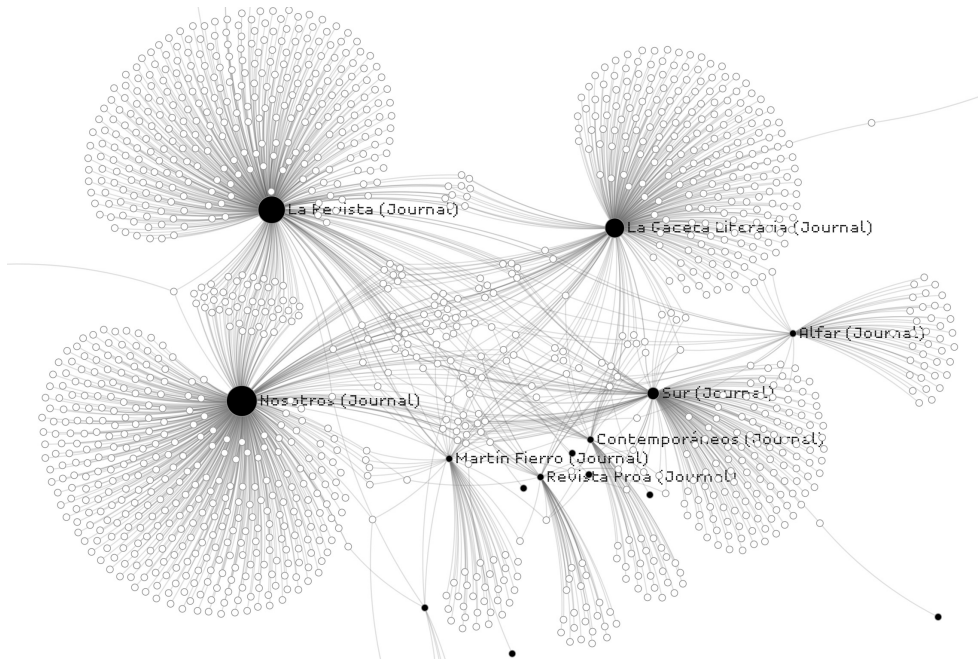 La Revista (Journal)
La Gaceta Literaria (Journal)
Alfar (Journal)
Sur (Journal)
Nosotros (Journal)
Contemporáneos (Journal)
Martín Fierro (Journal)
Revista Proa (Journal)